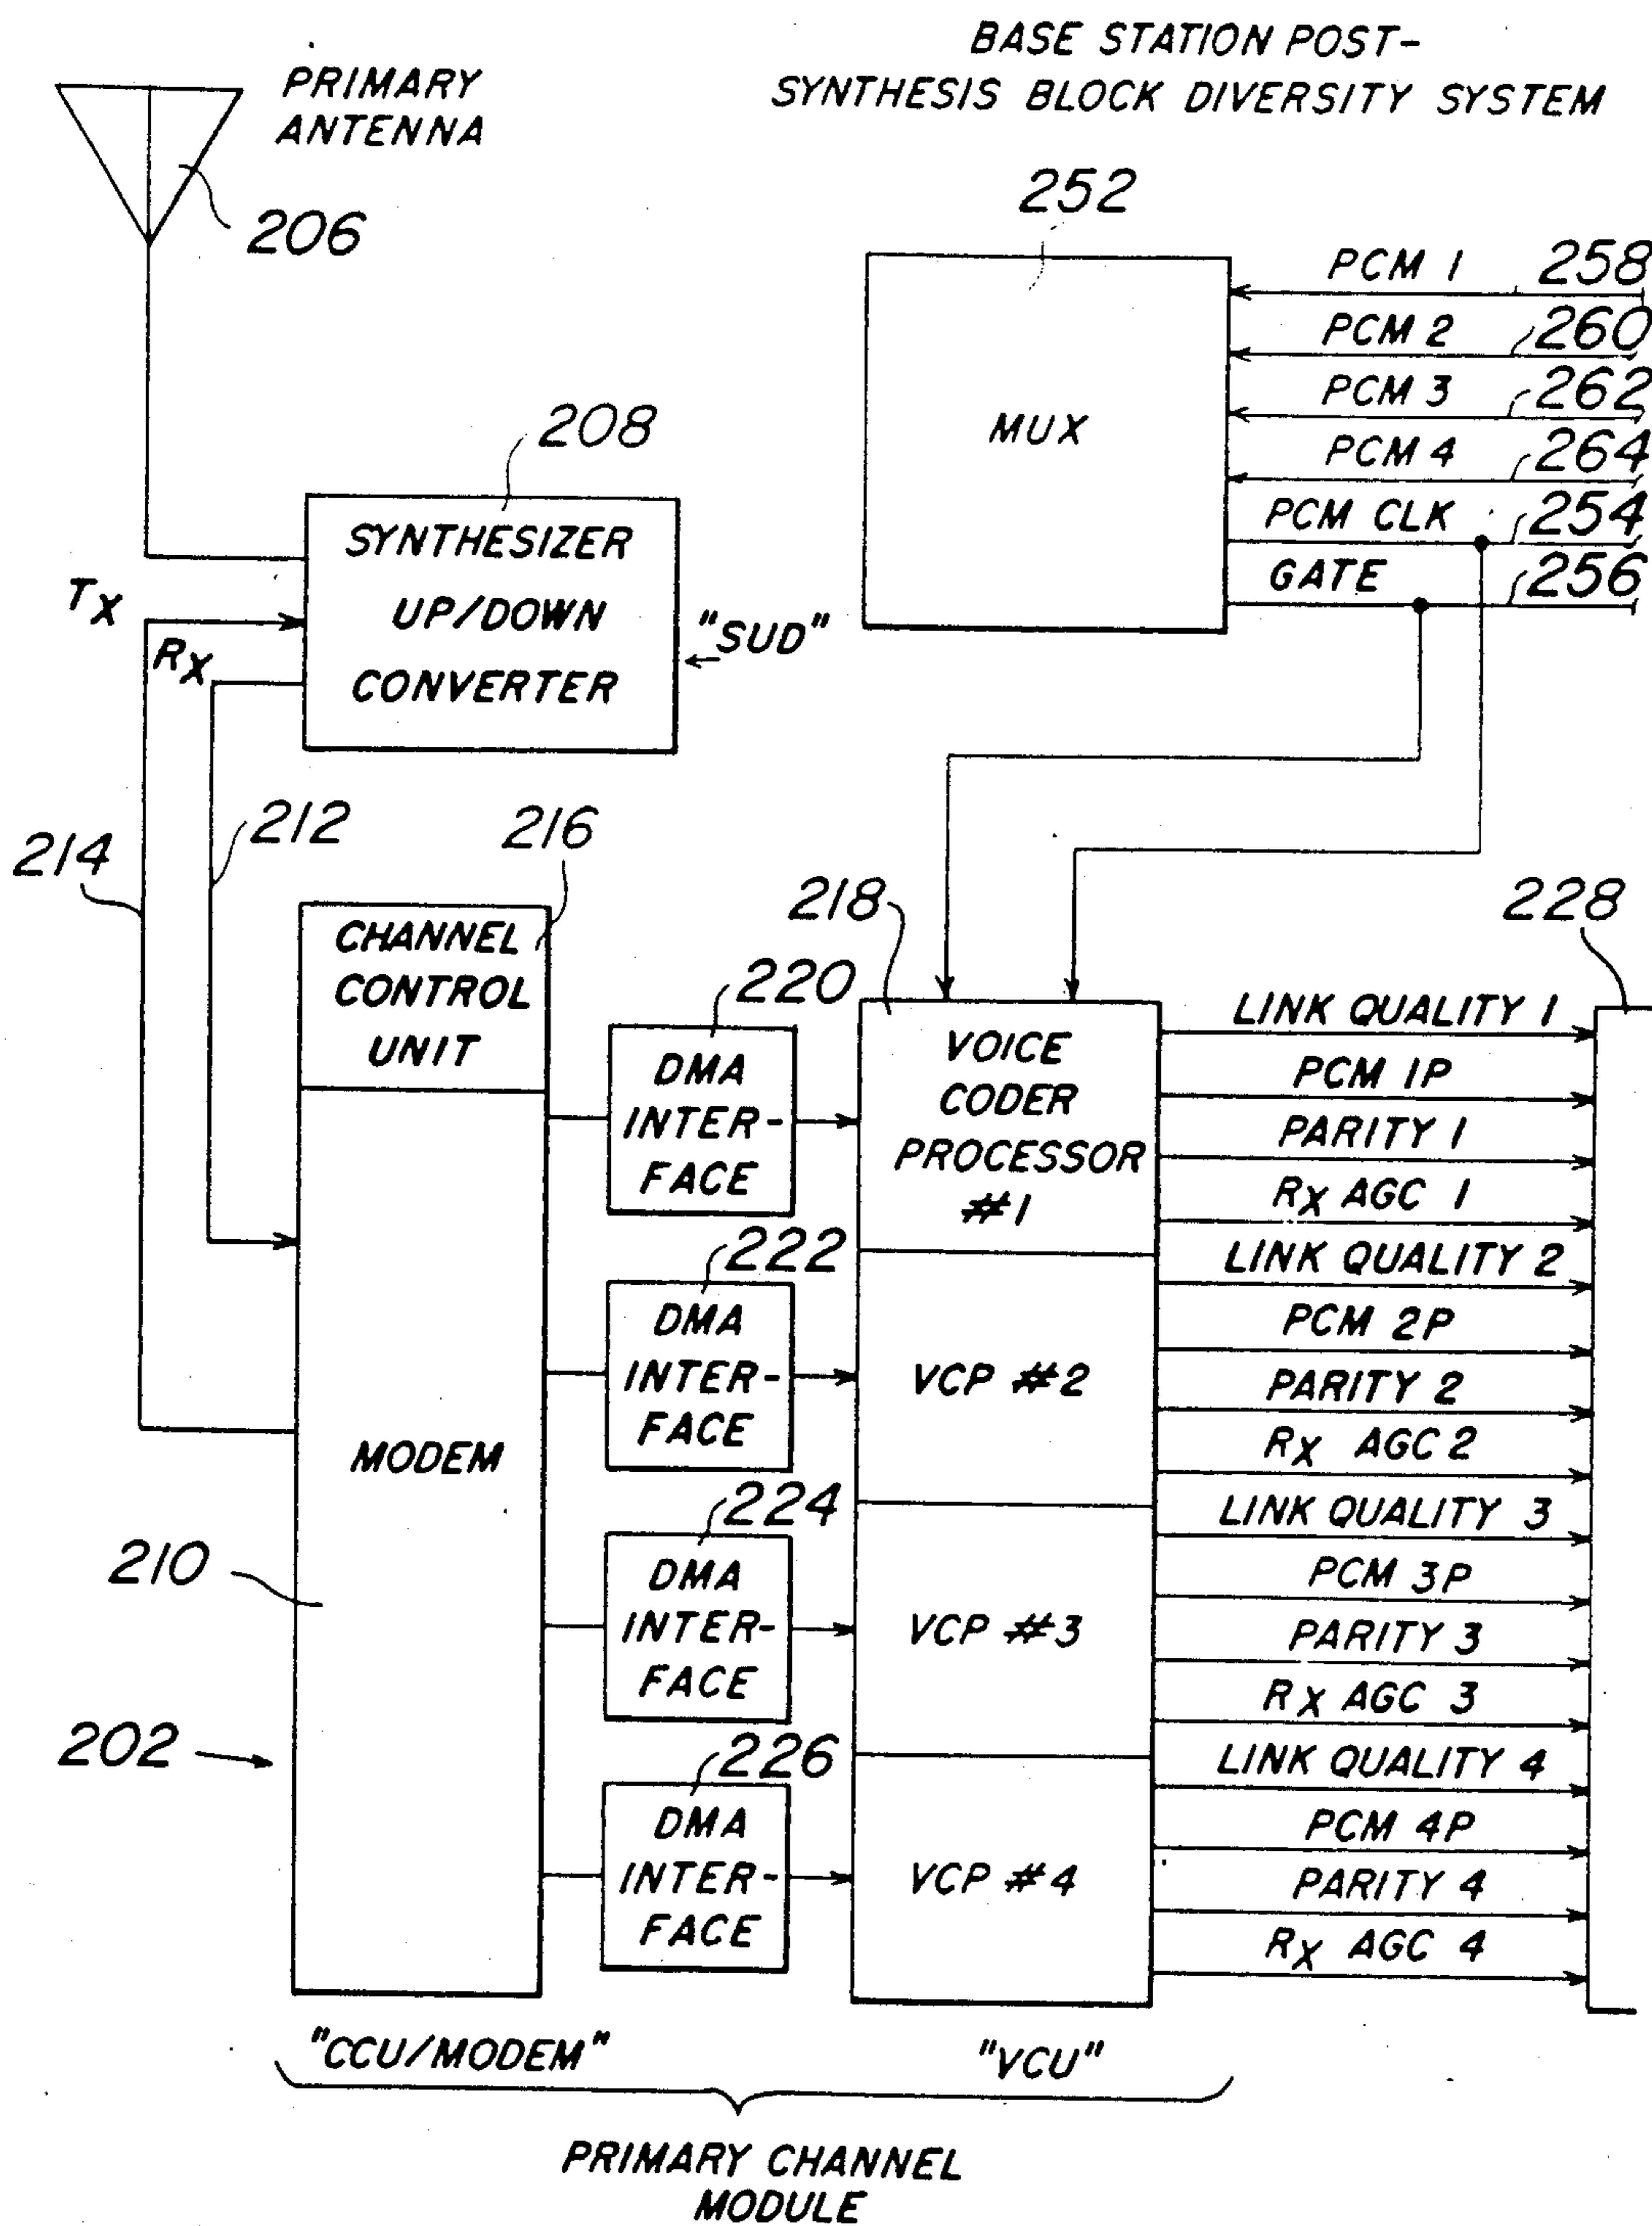 BASE STATION POST-
SYNTHESIS BLOCK DIVERSITY SYSTEM
PRIMARY
ANTENNA
206
252
PCM 1 258
PCM 2 260
PCM 3 262
PCM 4 264
PCM CLK 254
GATE 256
MUX
208
SYNTHESIZER
UP/DOWN
CONVERTER
"SUD"
TX
RX
214
212
216
CHANNEL
CONTROL
UNIT
MODEM
210
202
220
DMA
INTER-
FACE
222
DMA
INTER-
FACE
224
DMA
INTER-
FACE
226
DMA
INTER-
FACE
218
VOICE
CODER
PROCESSOR
#1
VCP #2
VCP #3
VCP #4
228
LINK QUALITY 1
PCM 1P
PARITY 1
RX AGC 1
LINK QUALITY 2
PCM 2P
PARITY 2
RX AGC 2
LINK QUALITY 3
PCM 3P
PARITY 3
RX AGC 3
LINK QUALITY 4
PCM 4P
PARITY 4
RX AGC 4
"CCU/MODEM"
"VCU"
PRIMARY CHANNEL
MODULE